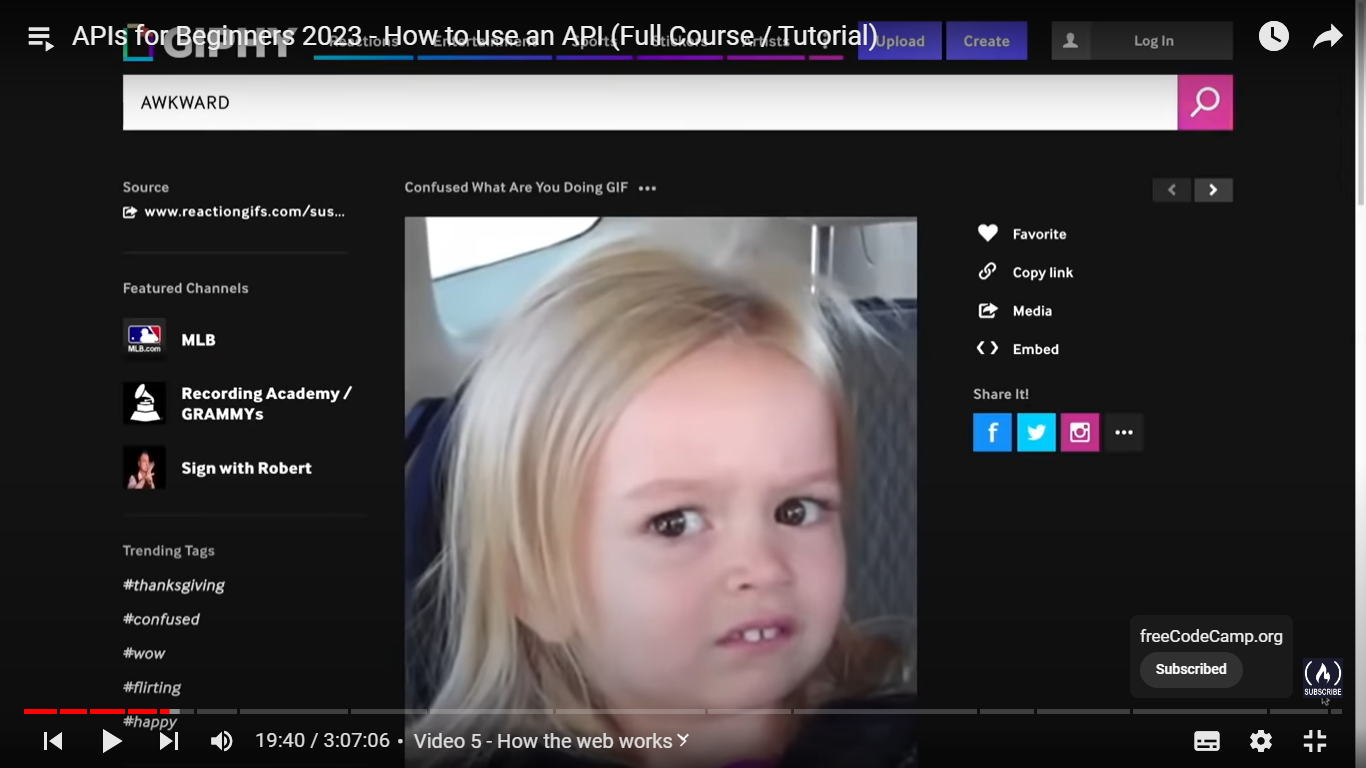 APIs for Beginners 2023 - How to use an API (Full Course / Tutorial)
GIPHY
Reactions Entertainment Sports Stickers Artists
Upload
Create
Log In
AWKWARD
Source
www.reactiongifs.com/sus...
Featured Channels
MLB.com
MLB
Recording Academy /
GRAMMYs
Sign with Robert
Trending Tags
#thanksgiving
#confused
#wow
#flirting
#happy
Confused What Are You Doing GIF
Favorite
Copy link
Media
Embed
Share It!
freeCodeCamp.org
Subscribed
SUBSCRIBE
19:40 / 3:07:06 • Video 5 - How the web works